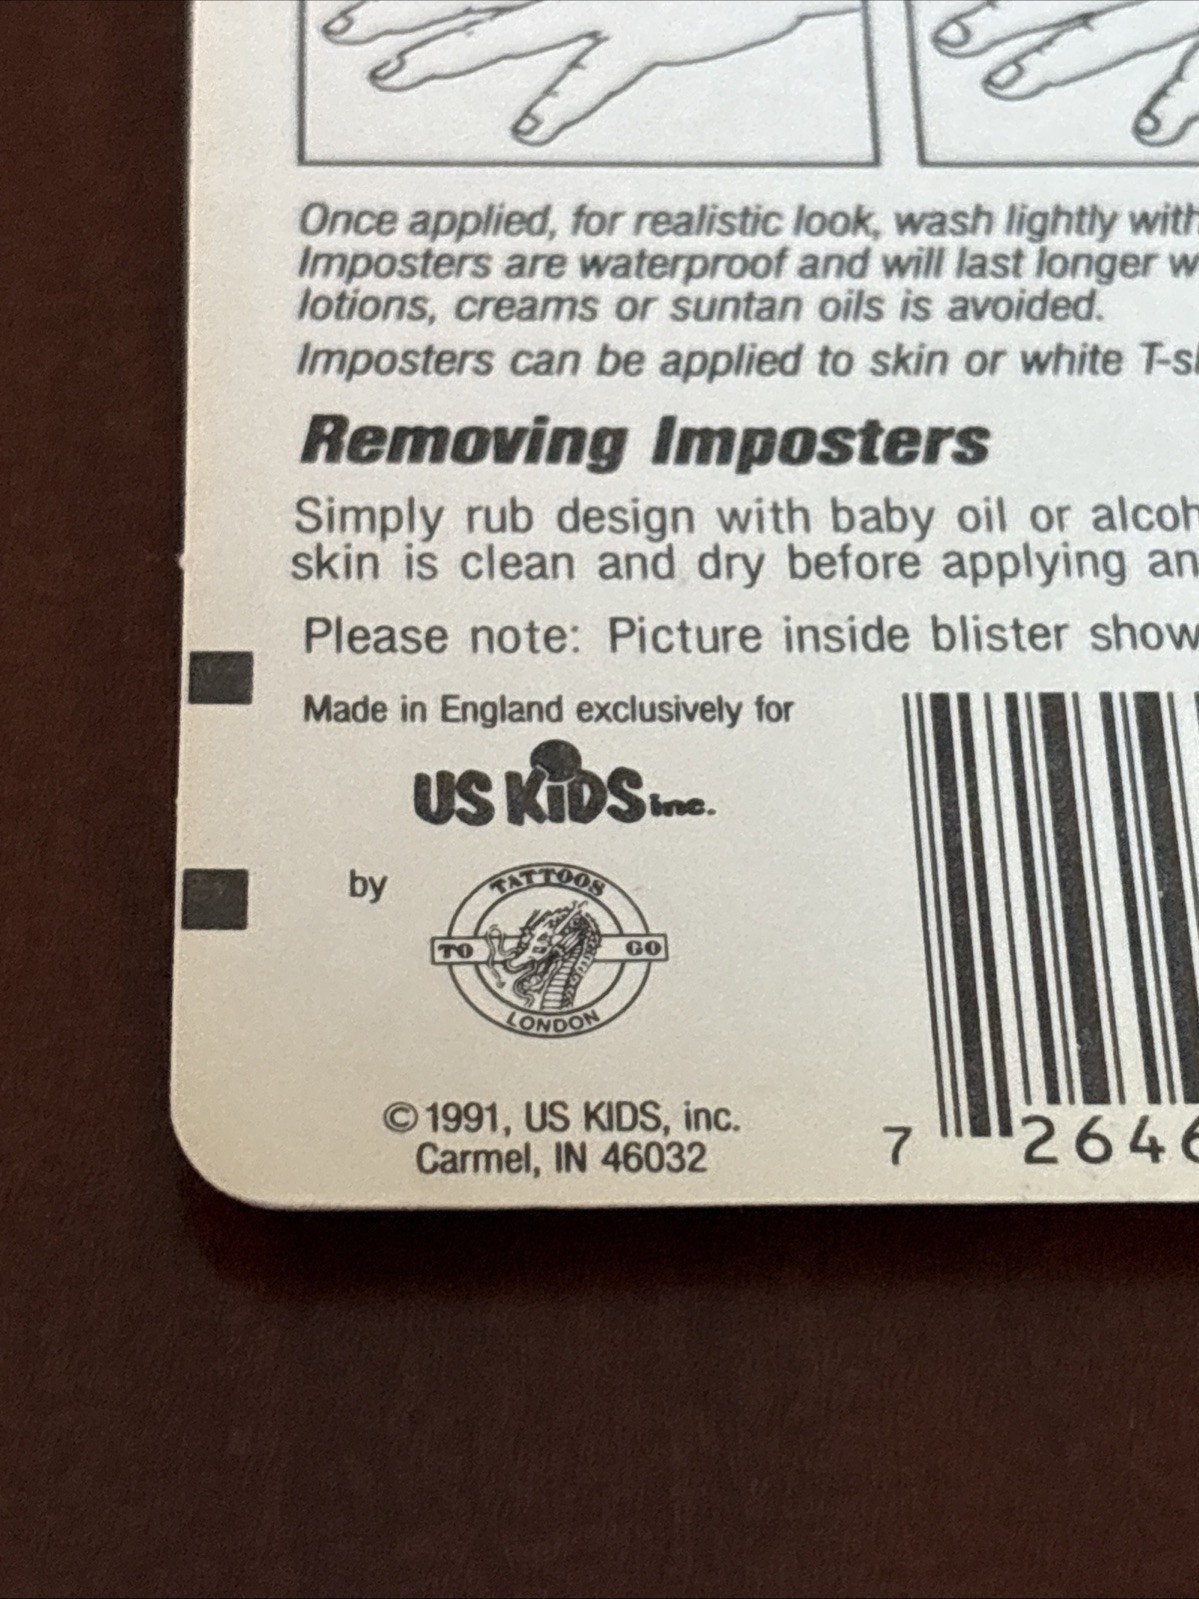 Once applied, for realistic look, wash lightly with
Imposters are waterproof and will last longer w
lotions, creams or suntan oils is avoided.
Imposters can be applied to skin or white T-s
Removing Imposters
Simply rub design with baby oil or alcoh
skin is clean and dry before applying an
Please note: Picture inside blister show
Made in England exclusively for
US KiDS inc.
by
TATTOOS
TO GO
LONDON
©1991, US KIDS, inc.
Carmel, IN 46032
7 2646